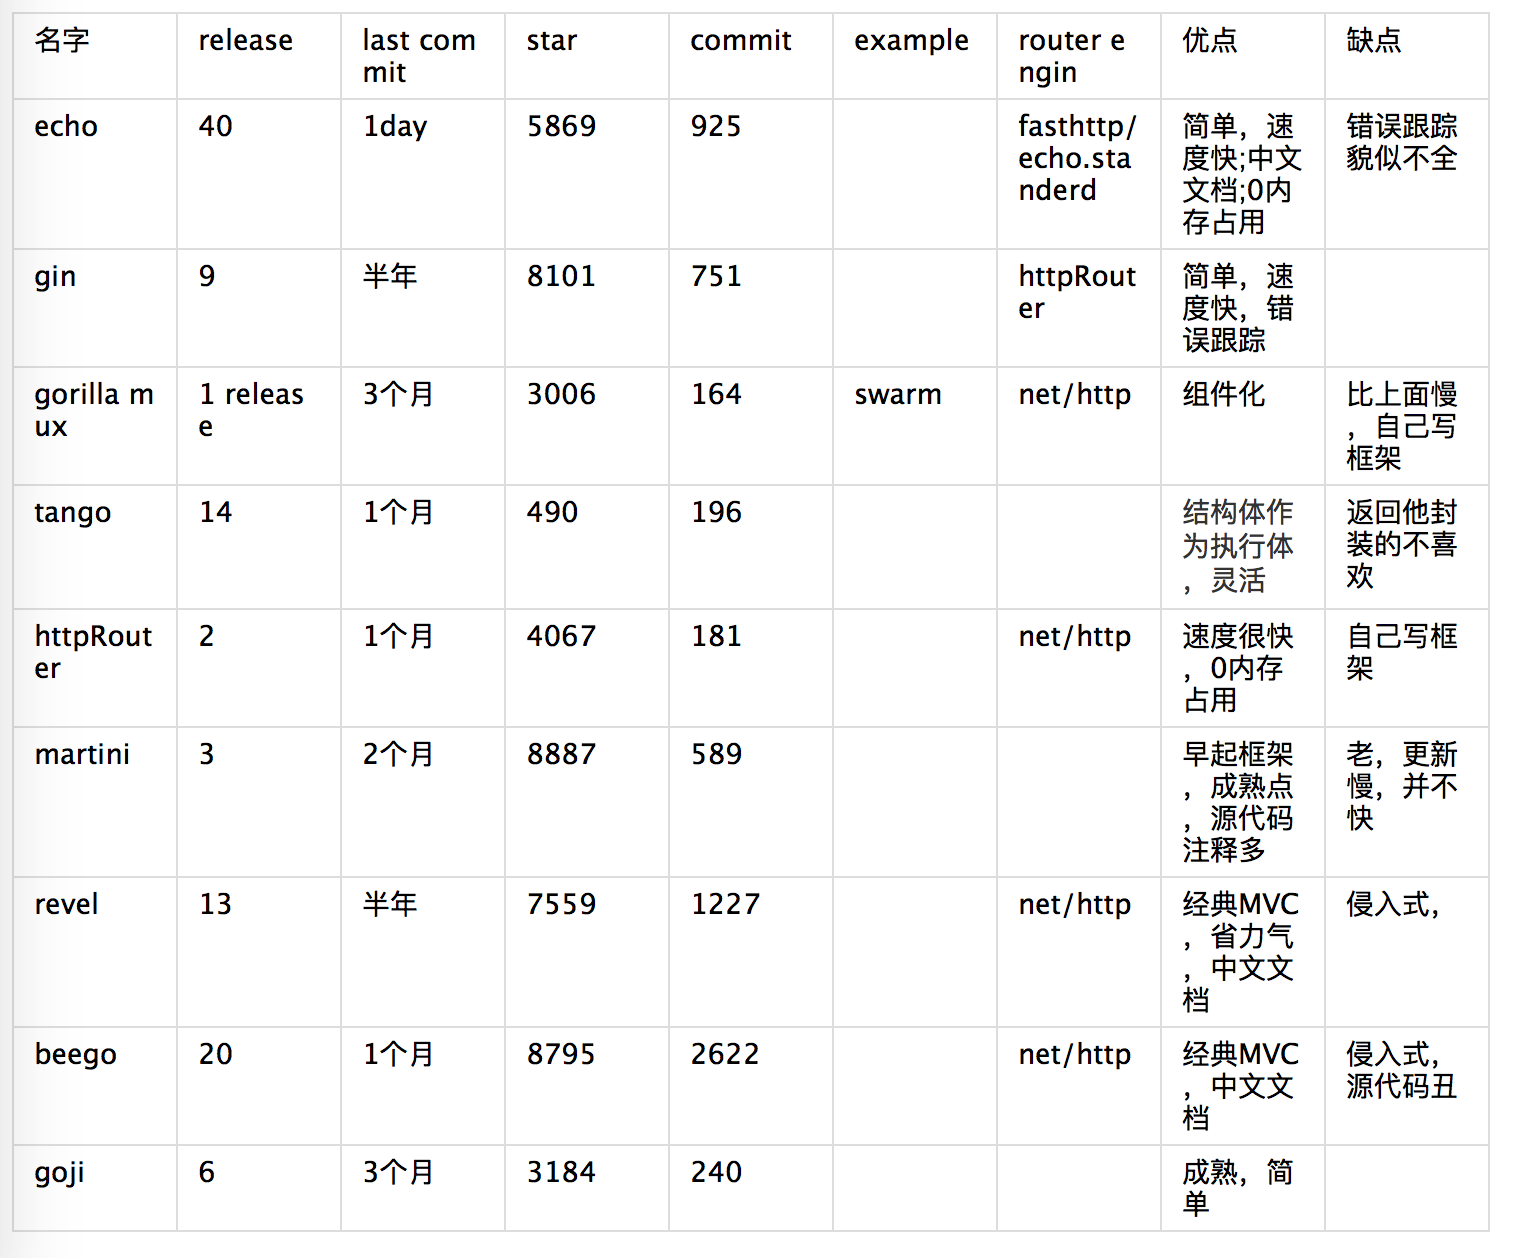 名字
release
last com
mit
star
commit
example
router e
ngin
优点
缺点
echo
40
1day
5869
925
fasthttp/
echo.sta
nderd
简单，速
度快;中文
文档;0内
存占用
错误跟踪
貌似不全
gin
9
半年
8101
751
httpRout
er
简单，速
度快，错
误跟踪
gorilla m
ux
1 releas
e
3个月
3006
164
swarm
net/http
组件化
比上面慢
，自己写
框架
tango
14
1个月
490
196
结构体作
为执行体
，灵活
返回他封
装的不喜
欢
httpRout
er
2
1个月
4067
181
net/http
速度很快
，0内存
占用
自己写框
架
martini
3
2个月
8887
589
早起框架
，成熟点
，源代码
注释多
老，更新
慢，并不
快
revel
13
半年
7559
1227
net/http
经典MVC
，省力气
，中文文
档
侵入式，
beego
20
1个月
8795
2622
net/http
经典MVC
，中文文
档
侵入式，
源代码丑
goji
6
3个月
3184
240
成熟，简
单